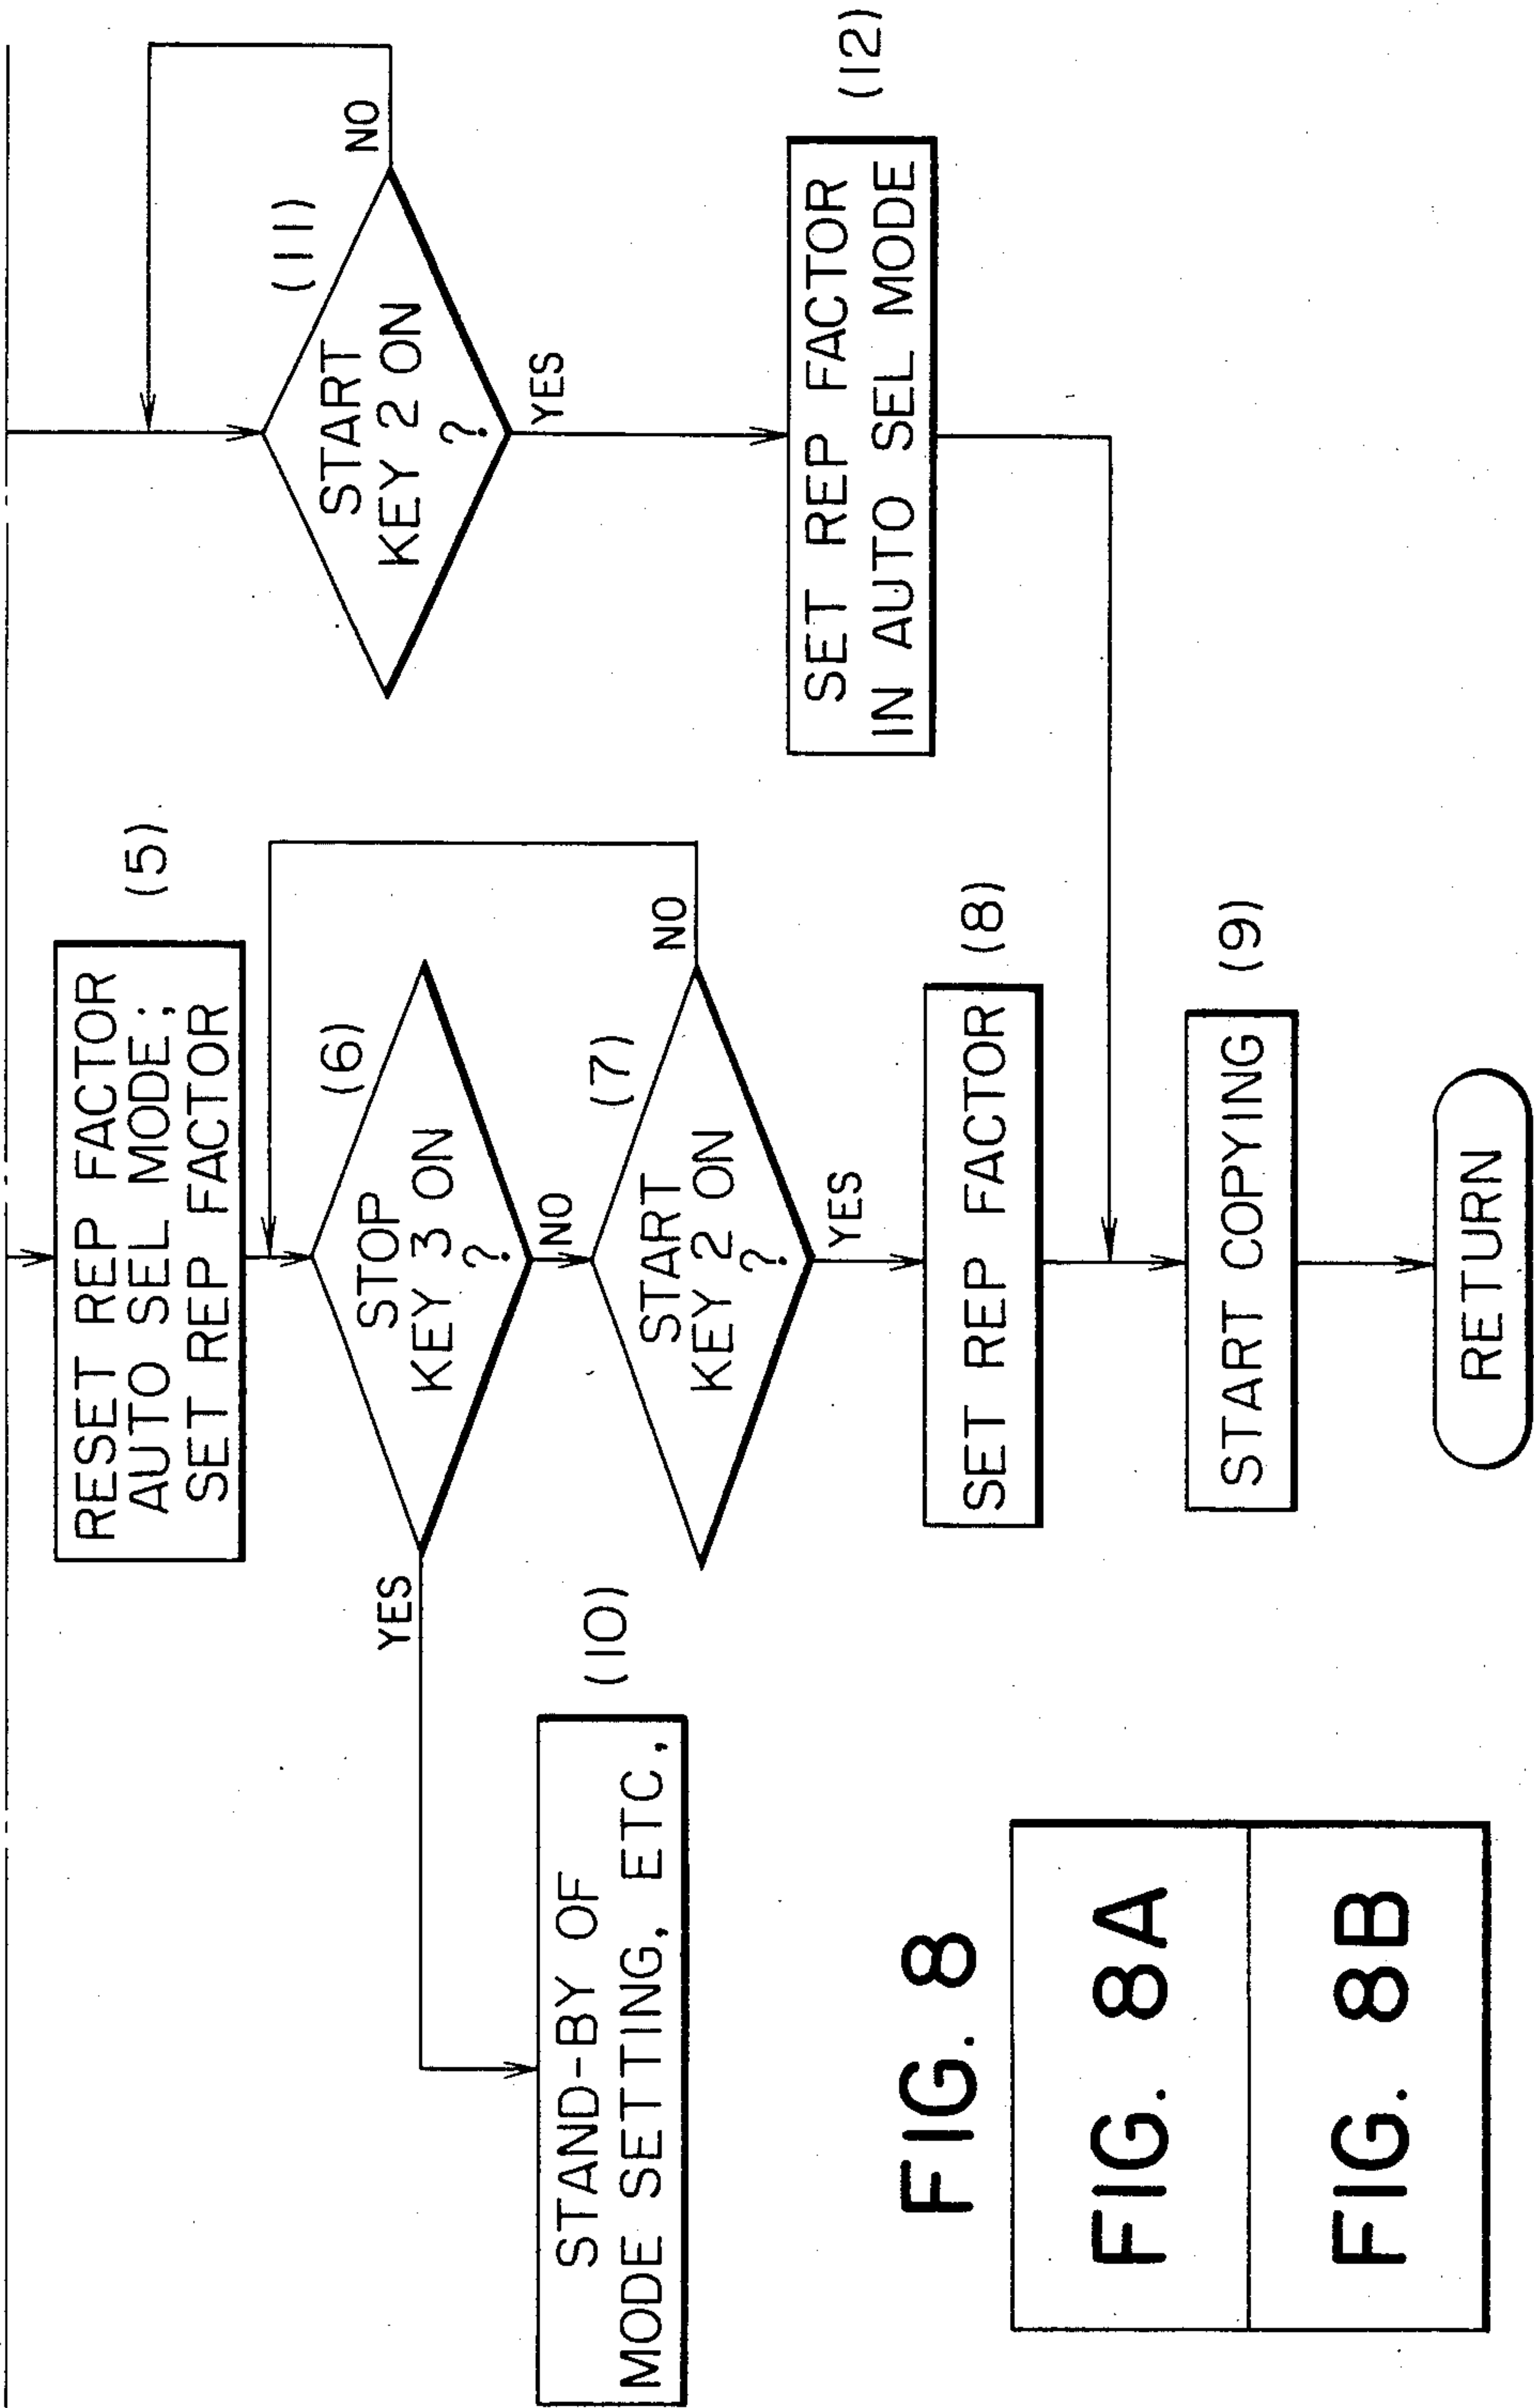 RESET REP FACTOR
AUTO SEL MODE;
SET REP FACTOR
(5)
STOP
KEY 3 ON
?
(6)
YES
NO
START
KEY 2 ON
?
(7)
NO
YES
SET REP FACTOR
(8)
START COPYING
(9)
RETURN
STAND-BY OF
MODE SETTING, ETC,
(10)
START
KEY 2 ON
?
(11)
NO
YES
SET REP FACTOR
IN AUTO SEL MODE
(12)
FIG. 8
FIG. 8A
FIG. 8B